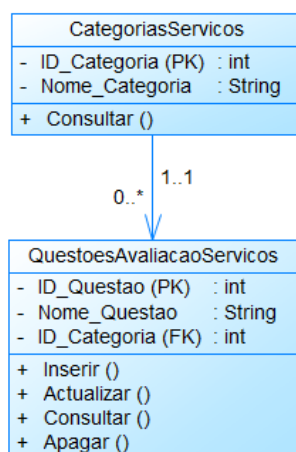 CategoriasServicos
- ID_Categoria (PK) : int
- Nome_Categoria : String
+ Consultar ()
1..1
0..*
QuestoesAvaliacaoServicos
- ID_Questao (PK) : int
- Nome_Questao : String
- ID_Categoria (FK) : int
+ Inserir ()
+ Actualizar ()
+ Consultar ()
+ Apagar ()